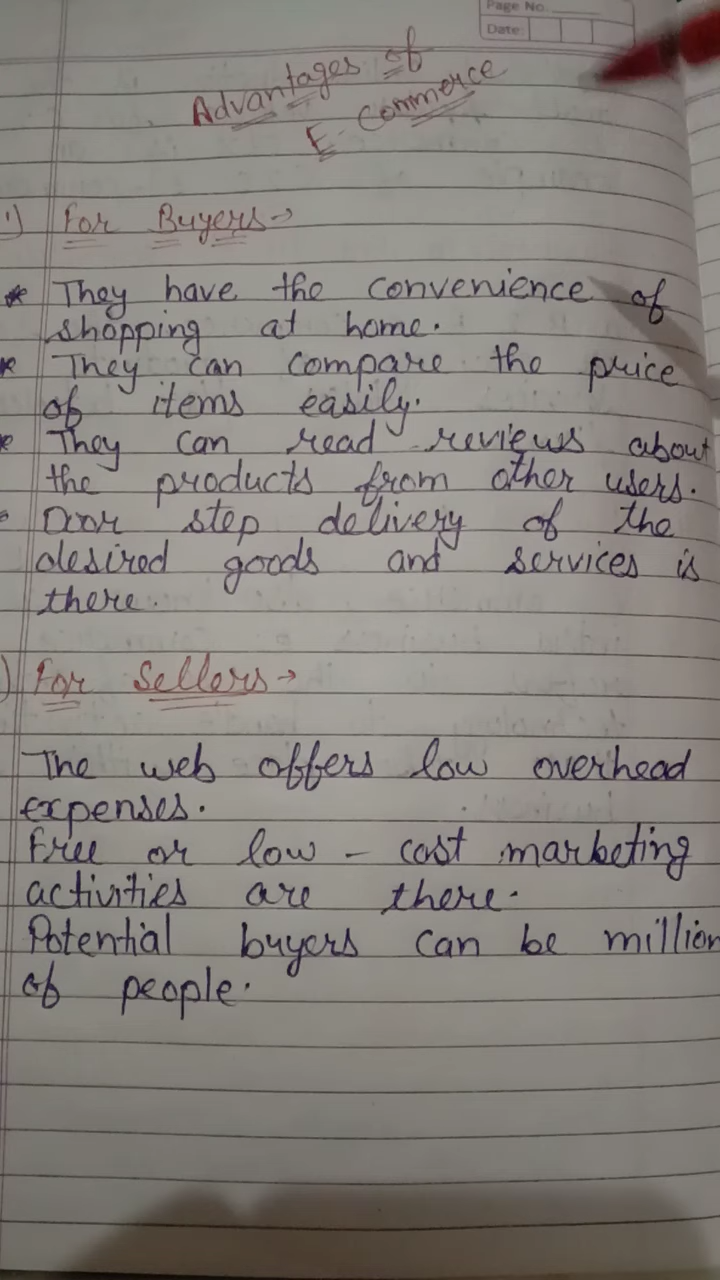 Page No.
Date:
Advantages of
E-Commerce
1) For Buyers→
* They have the convenience of
shopping at home.
* They can compare the price
of items easily.
* They can read reviews about
the products from other users.
* Door step delivery of the
desired goods and services is
there.
) For Sellers→
The web offers low overhead
expenses.
Free or low - cost marketing
activities are there.
Potential buyers can be million
of people.